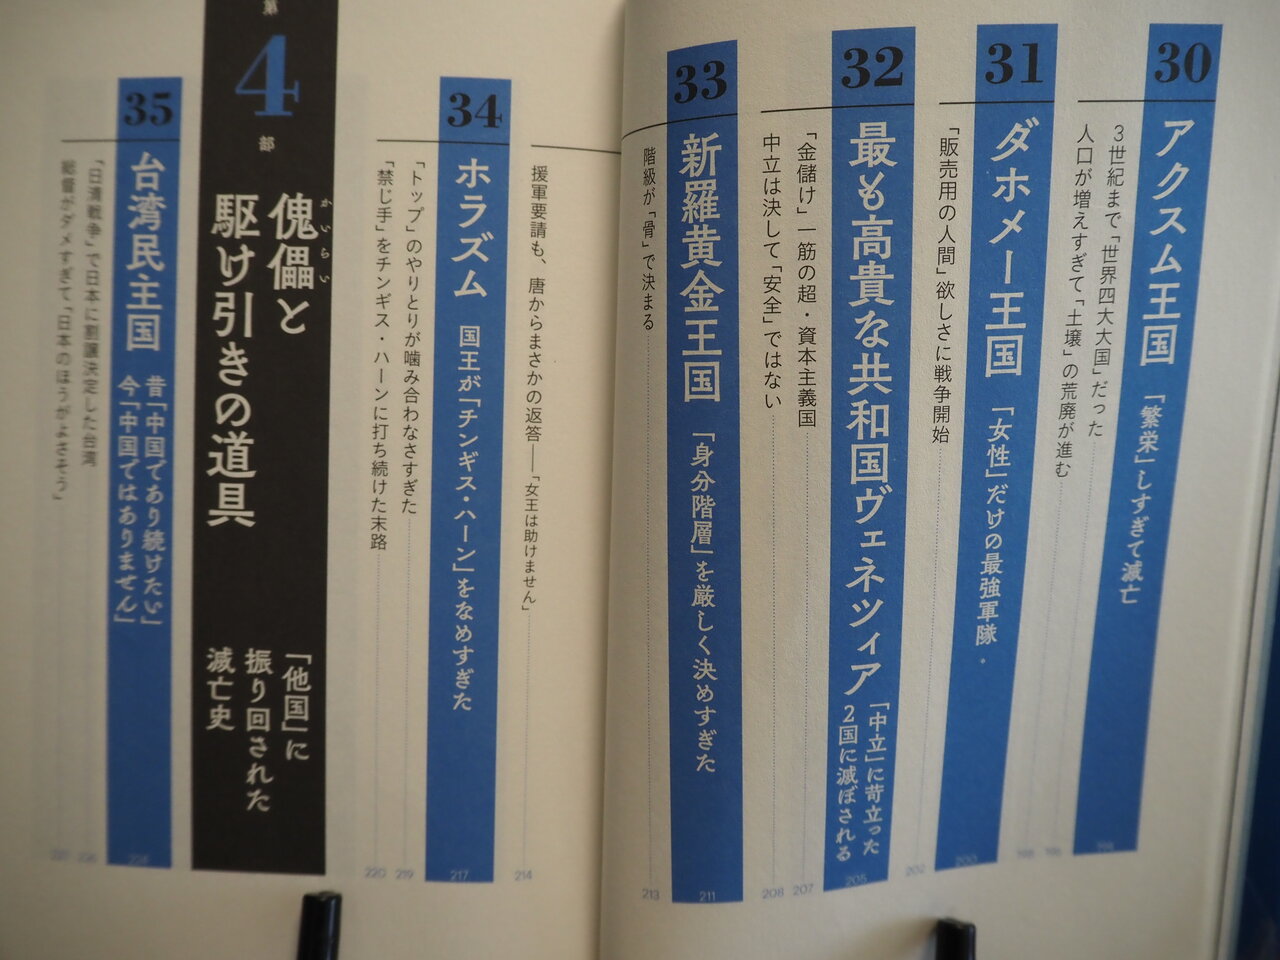 30
アクスム王国 「繁栄」しすぎて滅亡
3世紀まで「世界四大大国」だった
人口が増えすぎて「土壌」の荒廃が進む
31
ダホメー王国 「女性」だけの最強軍隊
200
「販売用の人間」欲しさに戦争開始
202
32
最も高貴な共和国ヴェネツィア 「中立」に苛立った
2国に滅ぼされる
205
「金儲け」一筋の超・資本主義国
207
中立は決して「安全」ではない
208
33
新羅黄金王国 「身分階層」を厳しく決めすぎた
211
階級が「骨」で決まる
213
援軍要請も、唐からまさかの返答――「女王は助けません」
214
34
ホラズム 国王が「チンギス・ハーン」をなめすぎた
217
「トップ」のやりとりが噛み合わなさすぎた
219
「禁じ手」をチンギス・ハーンに打ち続けた末路
220
第4部
傀儡と
かいらい
駆け引きの道具
「他国」に
振り回された
滅亡史
35
台湾民主国 昔「中国であり続けたい」
今「中国ではありません」
「日清戦争」で日本に割譲決定した台湾
総督がダメすぎて「日本のほうがよさそう」